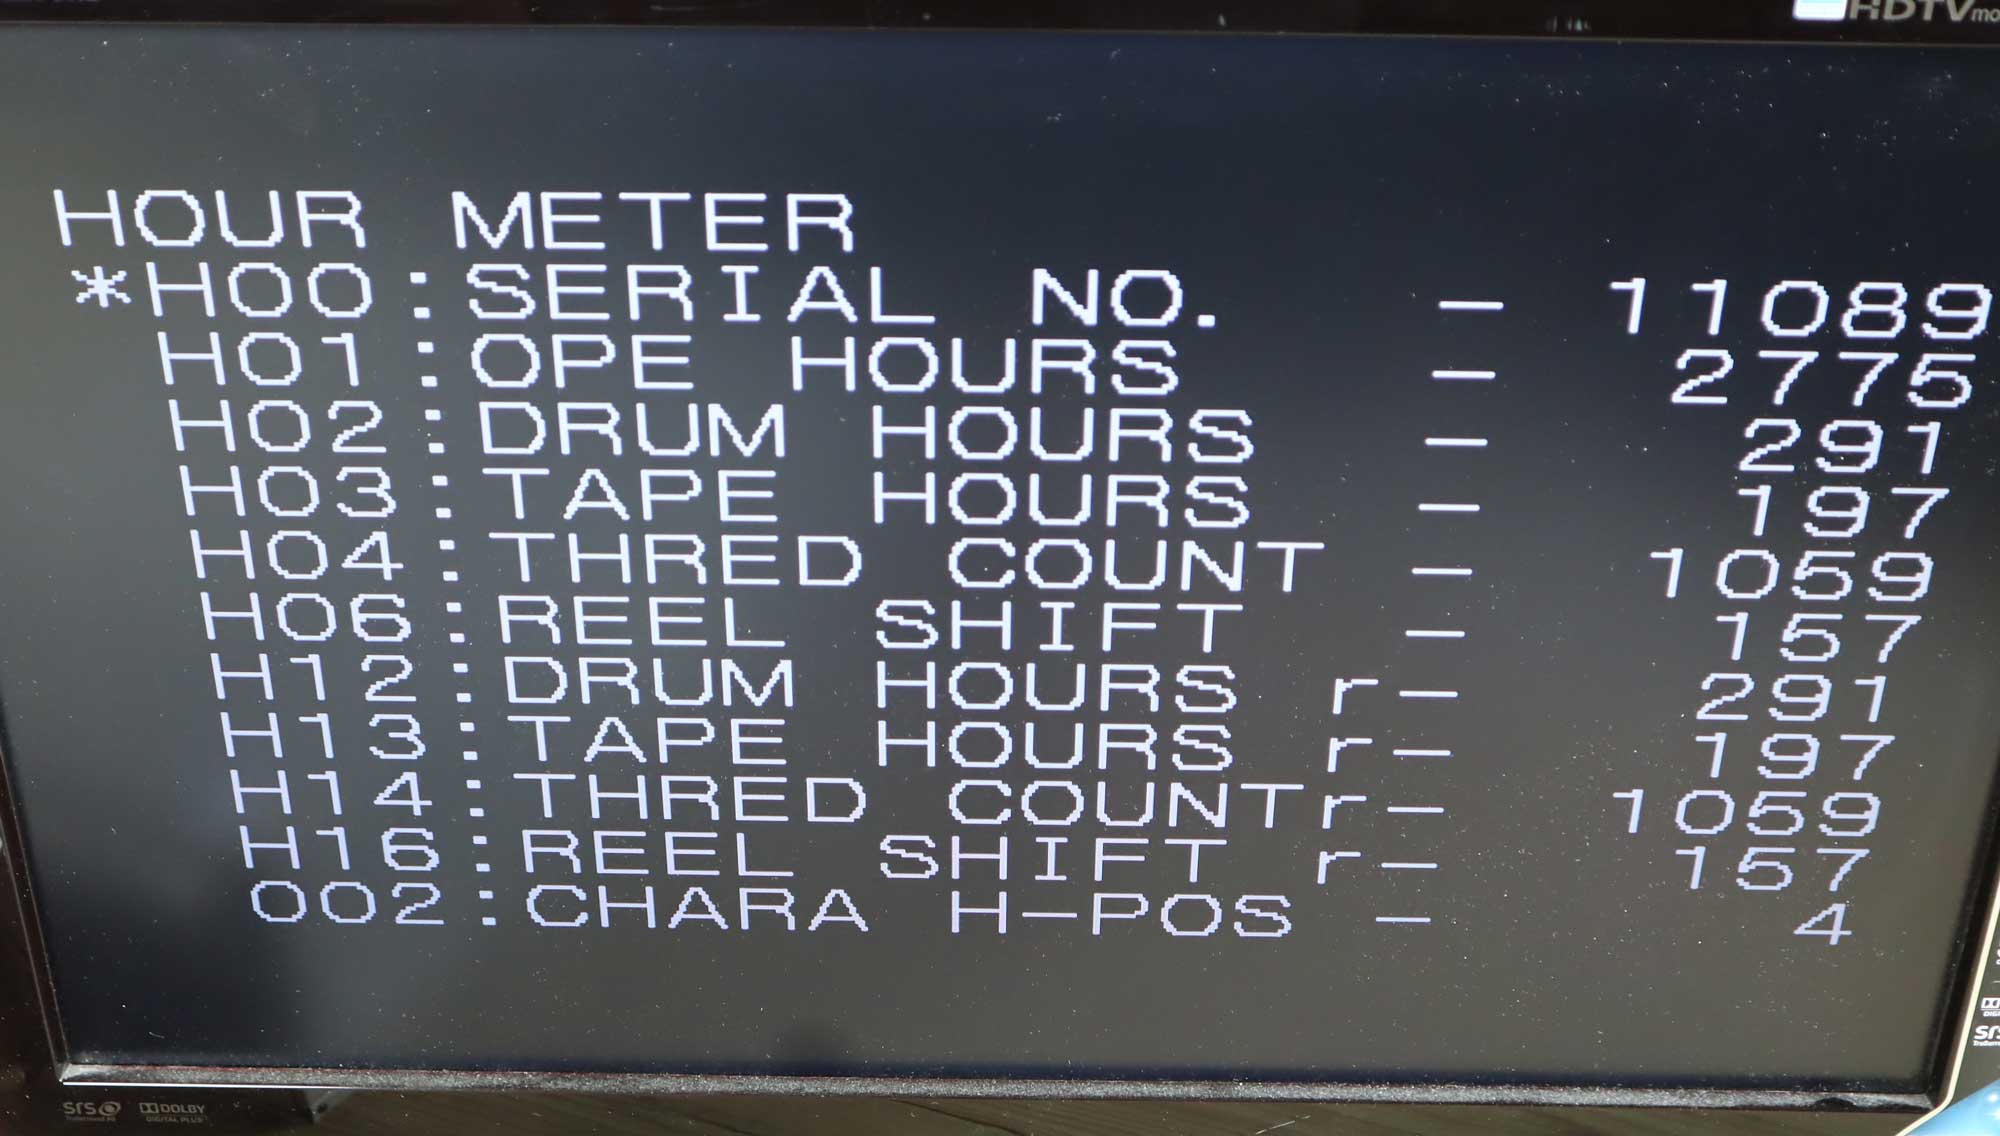 HDTV
HOUR METER
*H00:SERIAL NO. - 11089
H01:OPE HOURS - 2775
H02:DRUM HOURS - 291
H03:TAPE HOURS - 197
H04:THRED COUNT - 1059
H06:REEL SHIFT - 157
H12:DRUM HOURS r- 291
H13:TAPE HOURS r- 197
H14:THRED COUNTr- 1059
H16:REEL SHIFT r- 157
002:CHARA H-POS - 4
SRS
DOLBY
DIGITAL PLUS